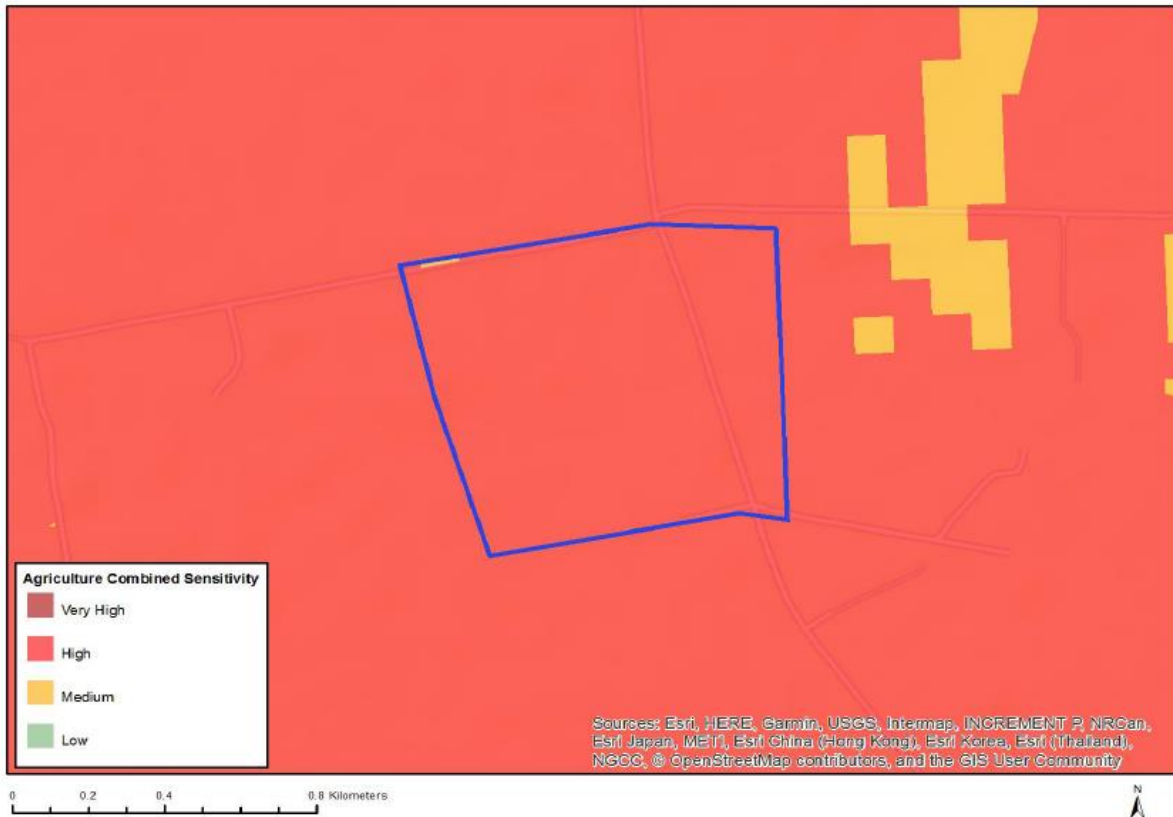 Agriculture Combined Sensitivity
Very High
High
Medium
Low
Sources: Esri, HERE, Garmin, USGS, Intermap, INCREMENT P, NRCan,
Esri Japan, METI, Esri China (Hong Kong), Esri Korea, Esri (Thailand),
NGCC, © OpenStreetMap contributors, and the GIS User Community
0 0.2 0.4 0.8 Kilometers
N